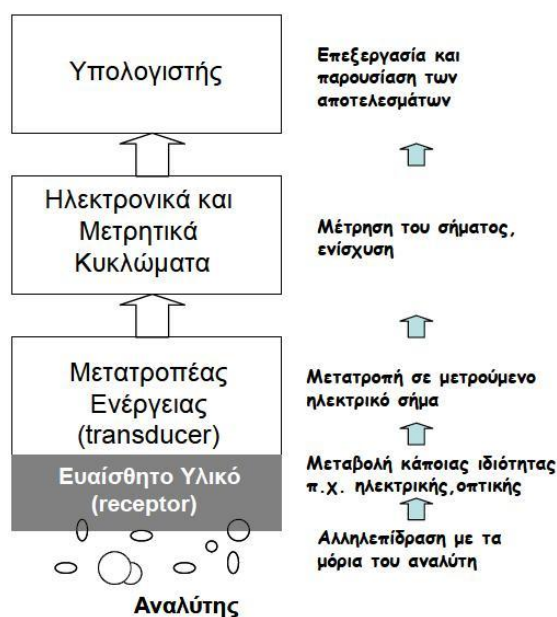 Υπολογιστής
Επεξεργασία και
παρουσίαση των
αποτελεσμάτων
Ηλεκτρονικά και
Μετρητικά
Κυκλώματα
Μέτρηση του σήματος,
ενίσχυση
Μετατροπέας
Ενέργειας
(transducer)
Μετατροπή σε μετρούμενο
ηλεκτρικό σήμα
Ευαίσθητο Υλικό
(receptor)
Μεταβολή κάποιας ιδιότητας
π.χ. ηλεκτρικής,οπτικής
Αλληλεπίδραση με τα
μόρια του αναλύτη
Αναλύτης